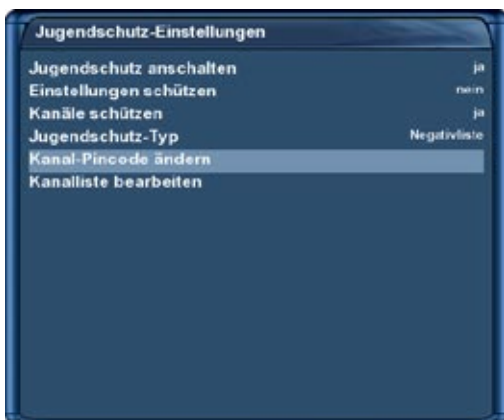 Jugendschutz-Einstellungen
Jugendschutz anschalten ja
Einstellungen schützen nein
Kanäle schützen ja
Jugendschutz-Typ Negativliste
Kanal-Pincode ändern
Kanalliste bearbeiten